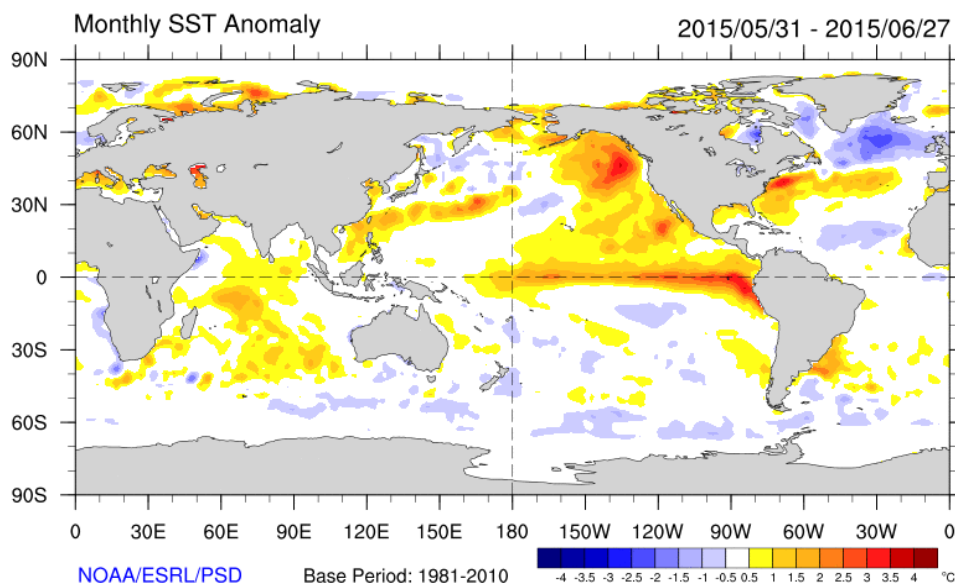 Monthly SST Anomaly 2015/05/31 - 2015/06/27
90N
60N
30N
0
30S
60S
90S
0 30E 60E 90E 120E 150E 180 150W 120W 90W 60W 30W 0
-4 -3.5 -3 -2.5 -2 -1.5 -1 -0.5 0.5 1 1.5 2 2.5 3 3.5 4 °C
NOAA/ESRL/PSD Base Period: 1981-2010